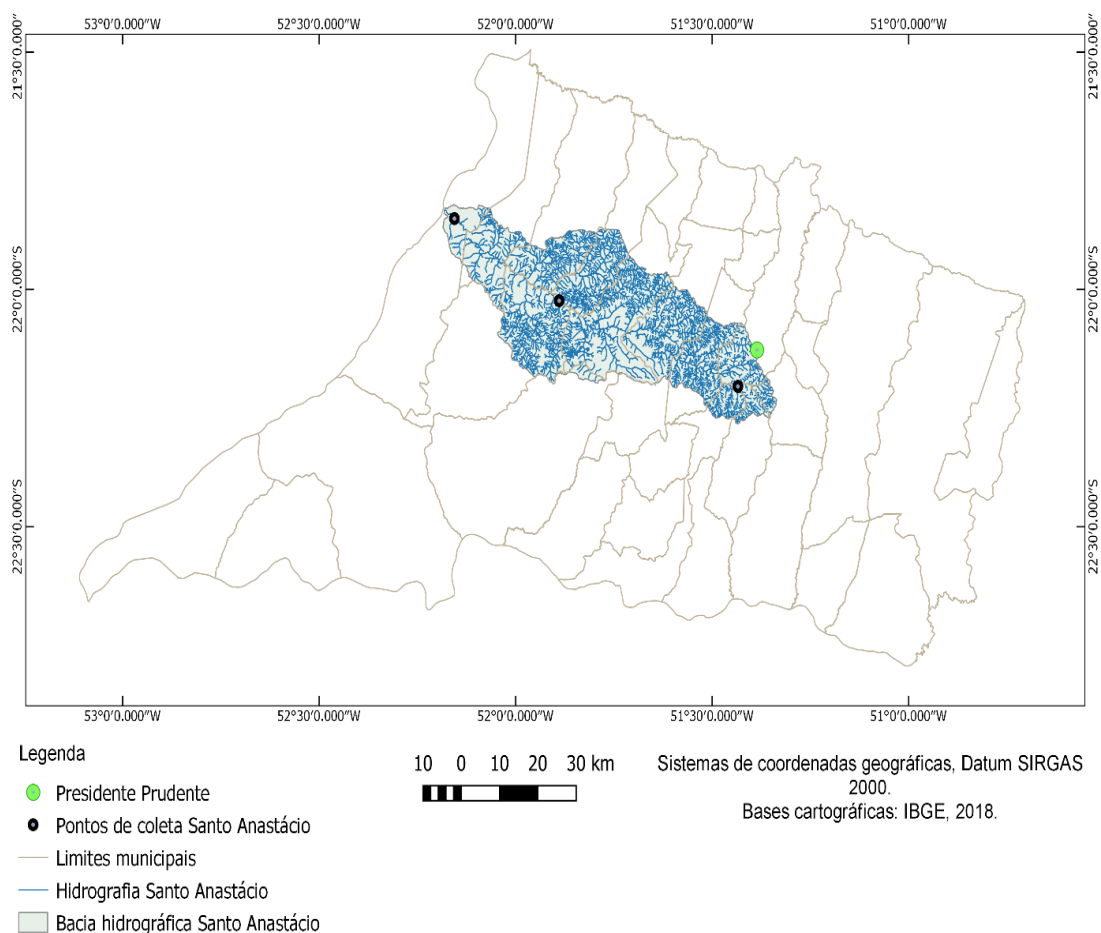 53°0′0.000″W 52°30′0.000″W 52°0′0.000″W 51°30′0.000″W 51°0′0.000″W
21°30′0.000″S
21°30′0.000″
22°0′0.000″S
22°0′0.000″S
22°30′0.000″S
22°30′0.000″S
53°0′0.000″W 52°30′0.000″W 52°0′0.000″W 51°30′0.000″W 51°0′0.000″W
Legenda
Presidente Prudente
Pontos de coleta Santo Anastácio
Limites municipais
Hidrografia Santo Anastácio
Bacia hidrográfica Santo Anastácio
10 0 10 20 30 km
Sistemas de coordenadas geográficas, Datum SIRGAS
2000.
Bases cartográficas: IBGE, 2018.